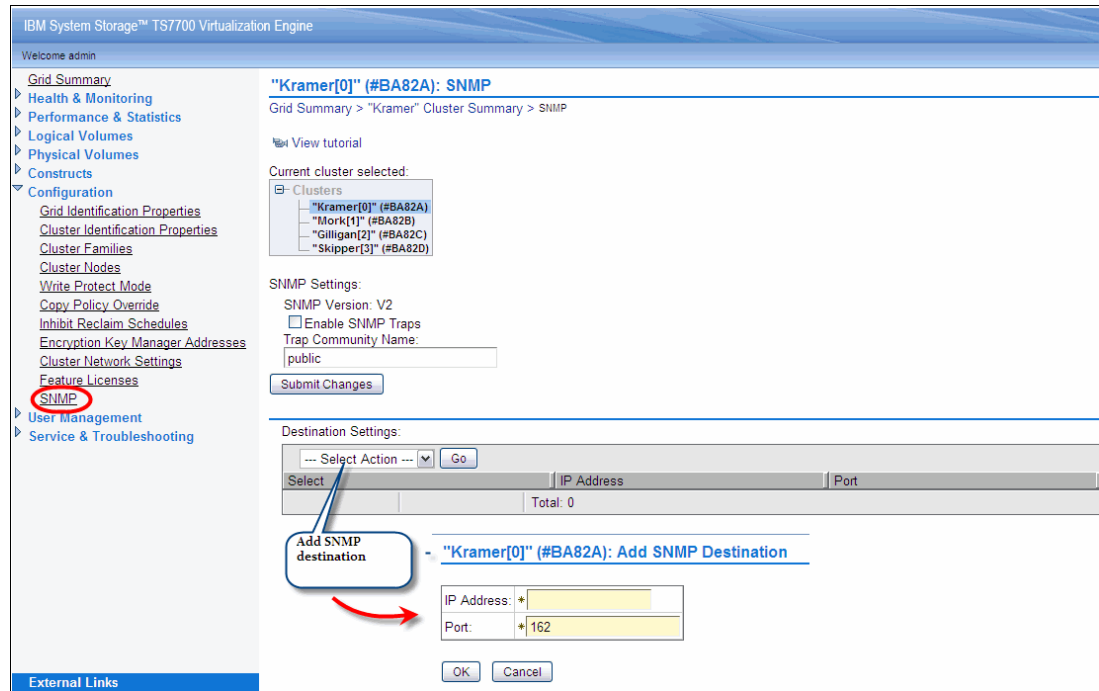 IBM System Storage™ TS7700 Virtualization Engine
Welcome admin
Grid Summary
Health & Monitoring
Performance & Statistics
Logical Volumes
Physical Volumes
Constructs
Configuration
Grid Identification Properties
Cluster Identification Properties
Cluster Families
Cluster Nodes
Write Protect Mode
Copy Policy Override
Inhibit Reclaim Schedules
Encryption Key Manager Addresses
Cluster Network Settings
Feature Licenses
SNMP
User Management
Service & Troubleshooting
External Links
"Kramer[0]" (#BA82A): SNMP
Grid Summary > "Kramer" Cluster Summary > SNMP
View tutorial
Current cluster selected:
Clusters
"Kramer[0]" (#BA82A)
"Mork[1]" (#BA82B)
"Gilligan[2]" (#BA82C)
"Skipper[3]" (#BA82D)
SNMP Settings:
SNMP Version: V2
Enable SNMP Traps
Trap Community Name:
public
Submit Changes
Destination Settings:
--- Select Action --- Go
Select IP Address Port
Total: 0
Add SNMP
destination
- "Kramer[0]" (#BA82A): Add SNMP Destination
IP Address: *
Port: * 162
OK Cancel